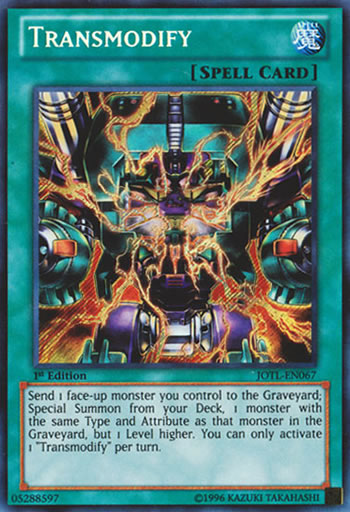 TRANSMODIFY
魔
[SPELL CARD]
1st Edition
JOTL-EN067
Send 1 face-up monster you control to the Graveyard;
Special Summon from your Deck, 1 monster with
the same Type and Attribute as that monster in the
Graveyard, but 1 Level higher. You can only activate
1 "Transmodify" per turn.
05288597
©1996 KAZUKI TAKAHASHI